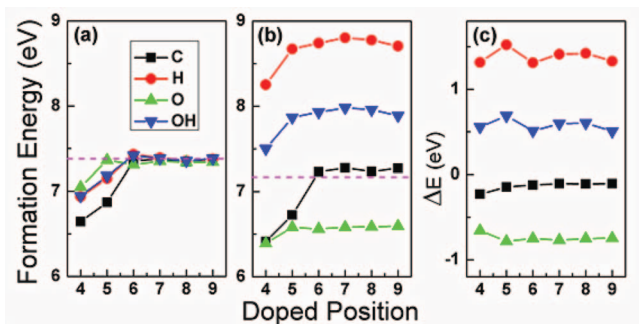 Formation Energy (eV)
9
8
7
6
(a)
C
H
O
OH
4 5 6 7 8 9
9
8
7
6
(b)
4 5 6 7 8 9
ΔE (eV)
1
0
-1
(c)
4 5 6 7 8 9
Doped Position